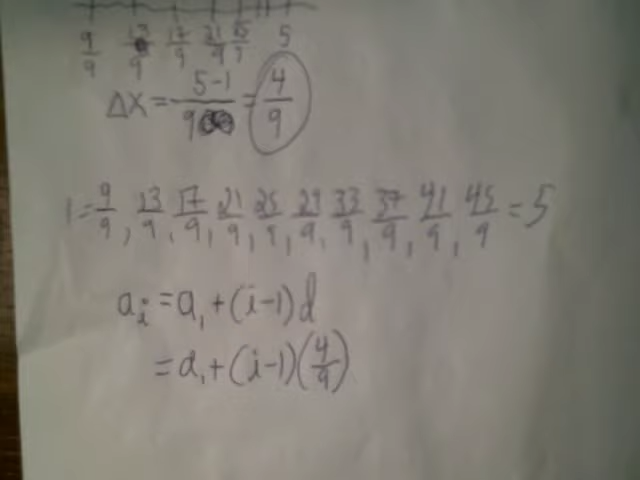 9/9 13/9 17/9 21/9 25/9 5
Δx = 5-1/9 = 4/9
1 = 9/9, 13/9, 17/9, 21/9, 25/9, 29/9, 33/9, 37/9, 41/9, 45/9 = 5
a_i = a_1 + (i-1)d
= a_1 + (i-1)(4/9)